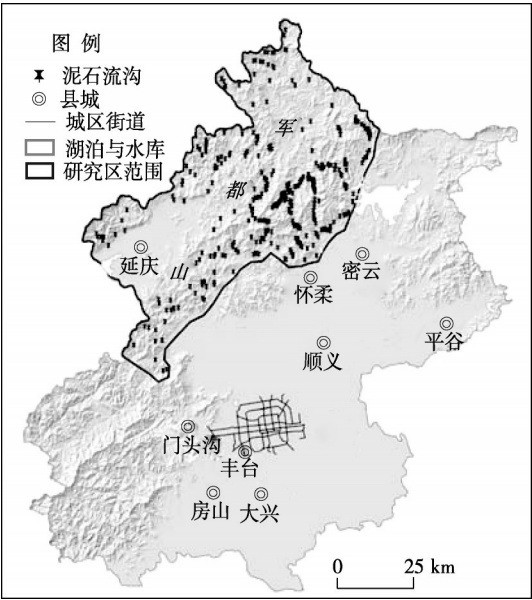 图 例
泥石流沟
县城
城区街道
湖泊与水库
研究区范围
军
都
山
延庆
密云
怀柔
平谷
顺义
门头沟
丰台
房山
大兴
0 25 km